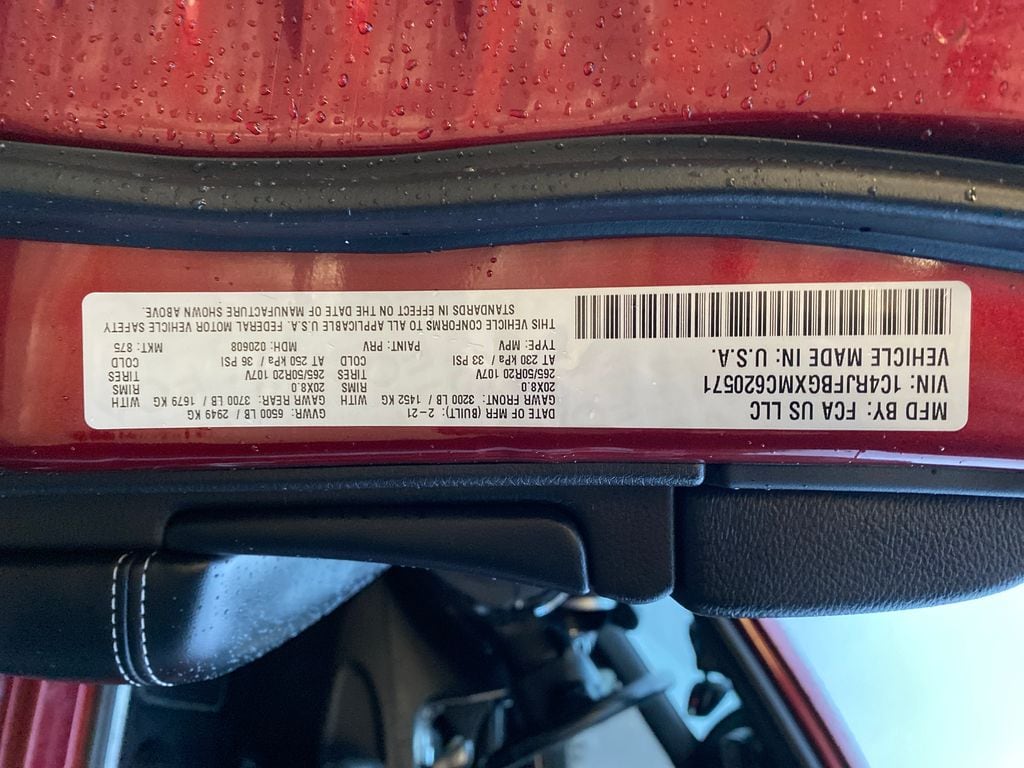 MFD BY: FCA US LLC
VIN: 1C4RJFBGXMC620571
VEHICLE MADE IN: U.S.A.
DATE OF MFR (BUILT): 2-21 GVWR: 6500 LB / 2949 KG
GAWR FRONT: 3200 LB / 1452 KG WITH GAWR REAR: 3700 LB / 1679 KG WITH
20X8.0 RIMS 20X8.0 RIMS
265/50R20 107V TIRES 265/50R20 107V TIRES
AT 230 kPa / 33 PSI COLD AT 250 kPa / 36 PSI COLD
TYPE: MPV PAINT: PRV MDH: 020608 MKT: 875
THIS VEHICLE CONFORMS TO ALL APPLICABLE U.S.A. FEDERAL MOTOR VEHICLE SAFETY
STANDARDS IN EFFECT ON THE DATE OF MANUFACTURE SHOWN ABOVE.